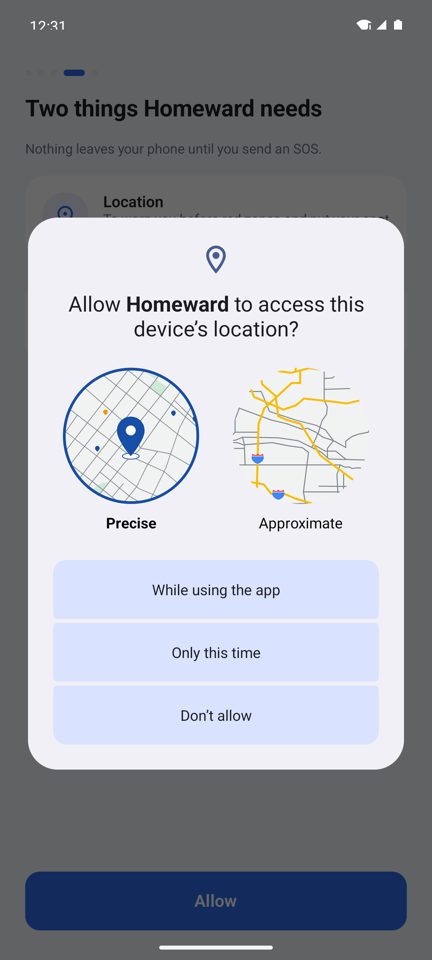 12:31
Two things Homeward needs
Nothing leaves your phone until you send an SOS.
Location
Allow Homeward to access this
device's location?
Precise
Approximate
While using the app
Only this time
Don't allow
Allow